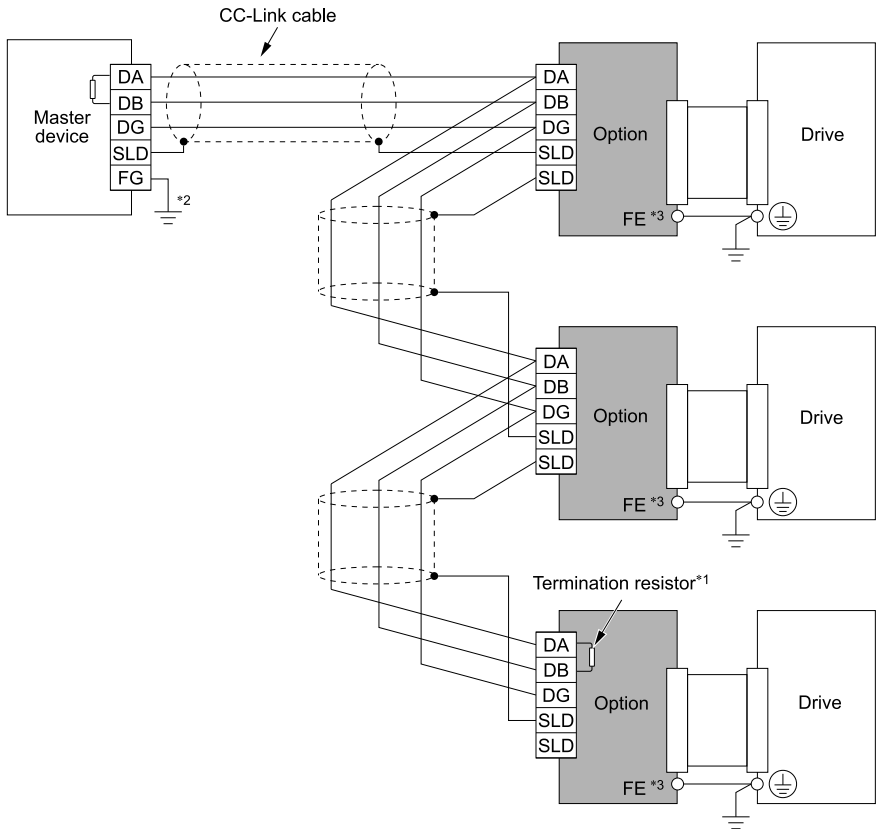 CC-Link cable
Master
device
DA
DB
DG
SLD
FG
*2
DA
DB
DG
SLD
SLD
Option
FE *3
Drive
DA
DB
DG
SLD
SLD
Option
FE *3
Drive
Termination resistor*1
DA
DB
DG
SLD
SLD
Option
FE *3
Drive